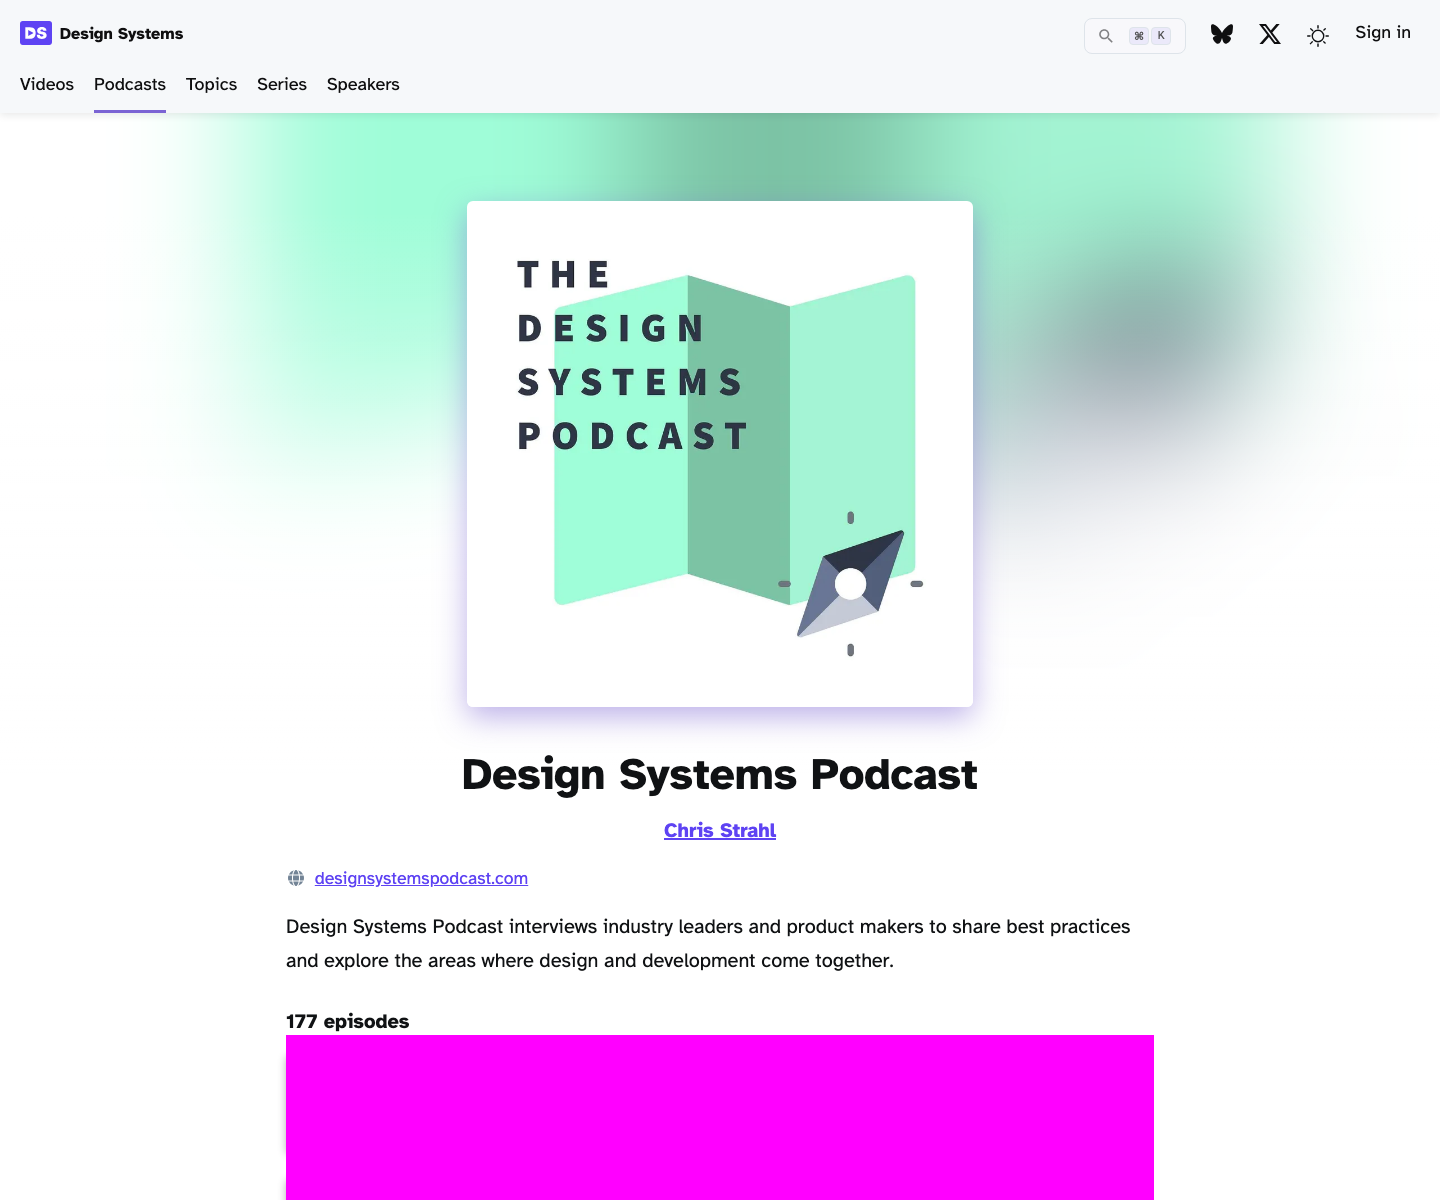 DS Design Systems
⌘ K
Sign in
Videos Podcasts Topics Series Speakers
THE
DESIGN
SYSTEMS
PODCAST
Design Systems Podcast
Chris Strahl
designsystemspodcast.com
Design Systems Podcast interviews industry leaders and product makers to share best practices
and explore the areas where design and development come together.
177 episodes